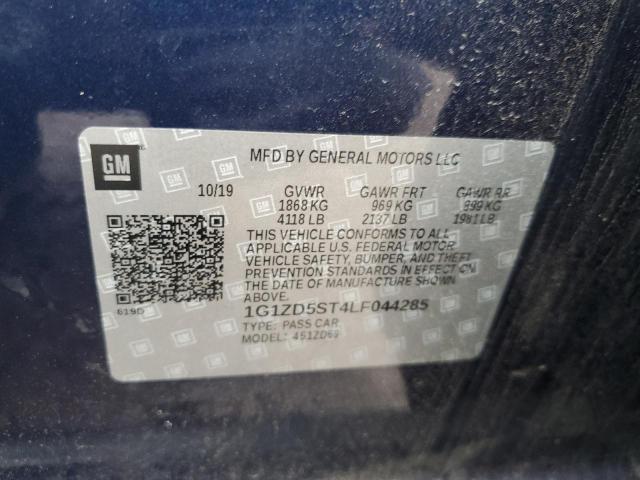 GM
MFD BY GENERAL MOTORS LLC
10/19 GVWR GAWR FRT GAWR RR
1868 KG 969 KG 899 KG
4118 LB 2137 LB 1981 LB
THIS VEHICLE CONFORMS TO ALL
APPLICABLE U.S. FEDERAL MOTOR
VEHICLE SAFETY, BUMPER, AND THEFT
PREVENTION STANDARDS IN EFFECT ON
THE DATE OF MANUFACTURE SHOWN
ABOVE.
619D
1G1ZD5ST4LF044285
TYPE: PASS CAR
MODEL: 4S1ZD69